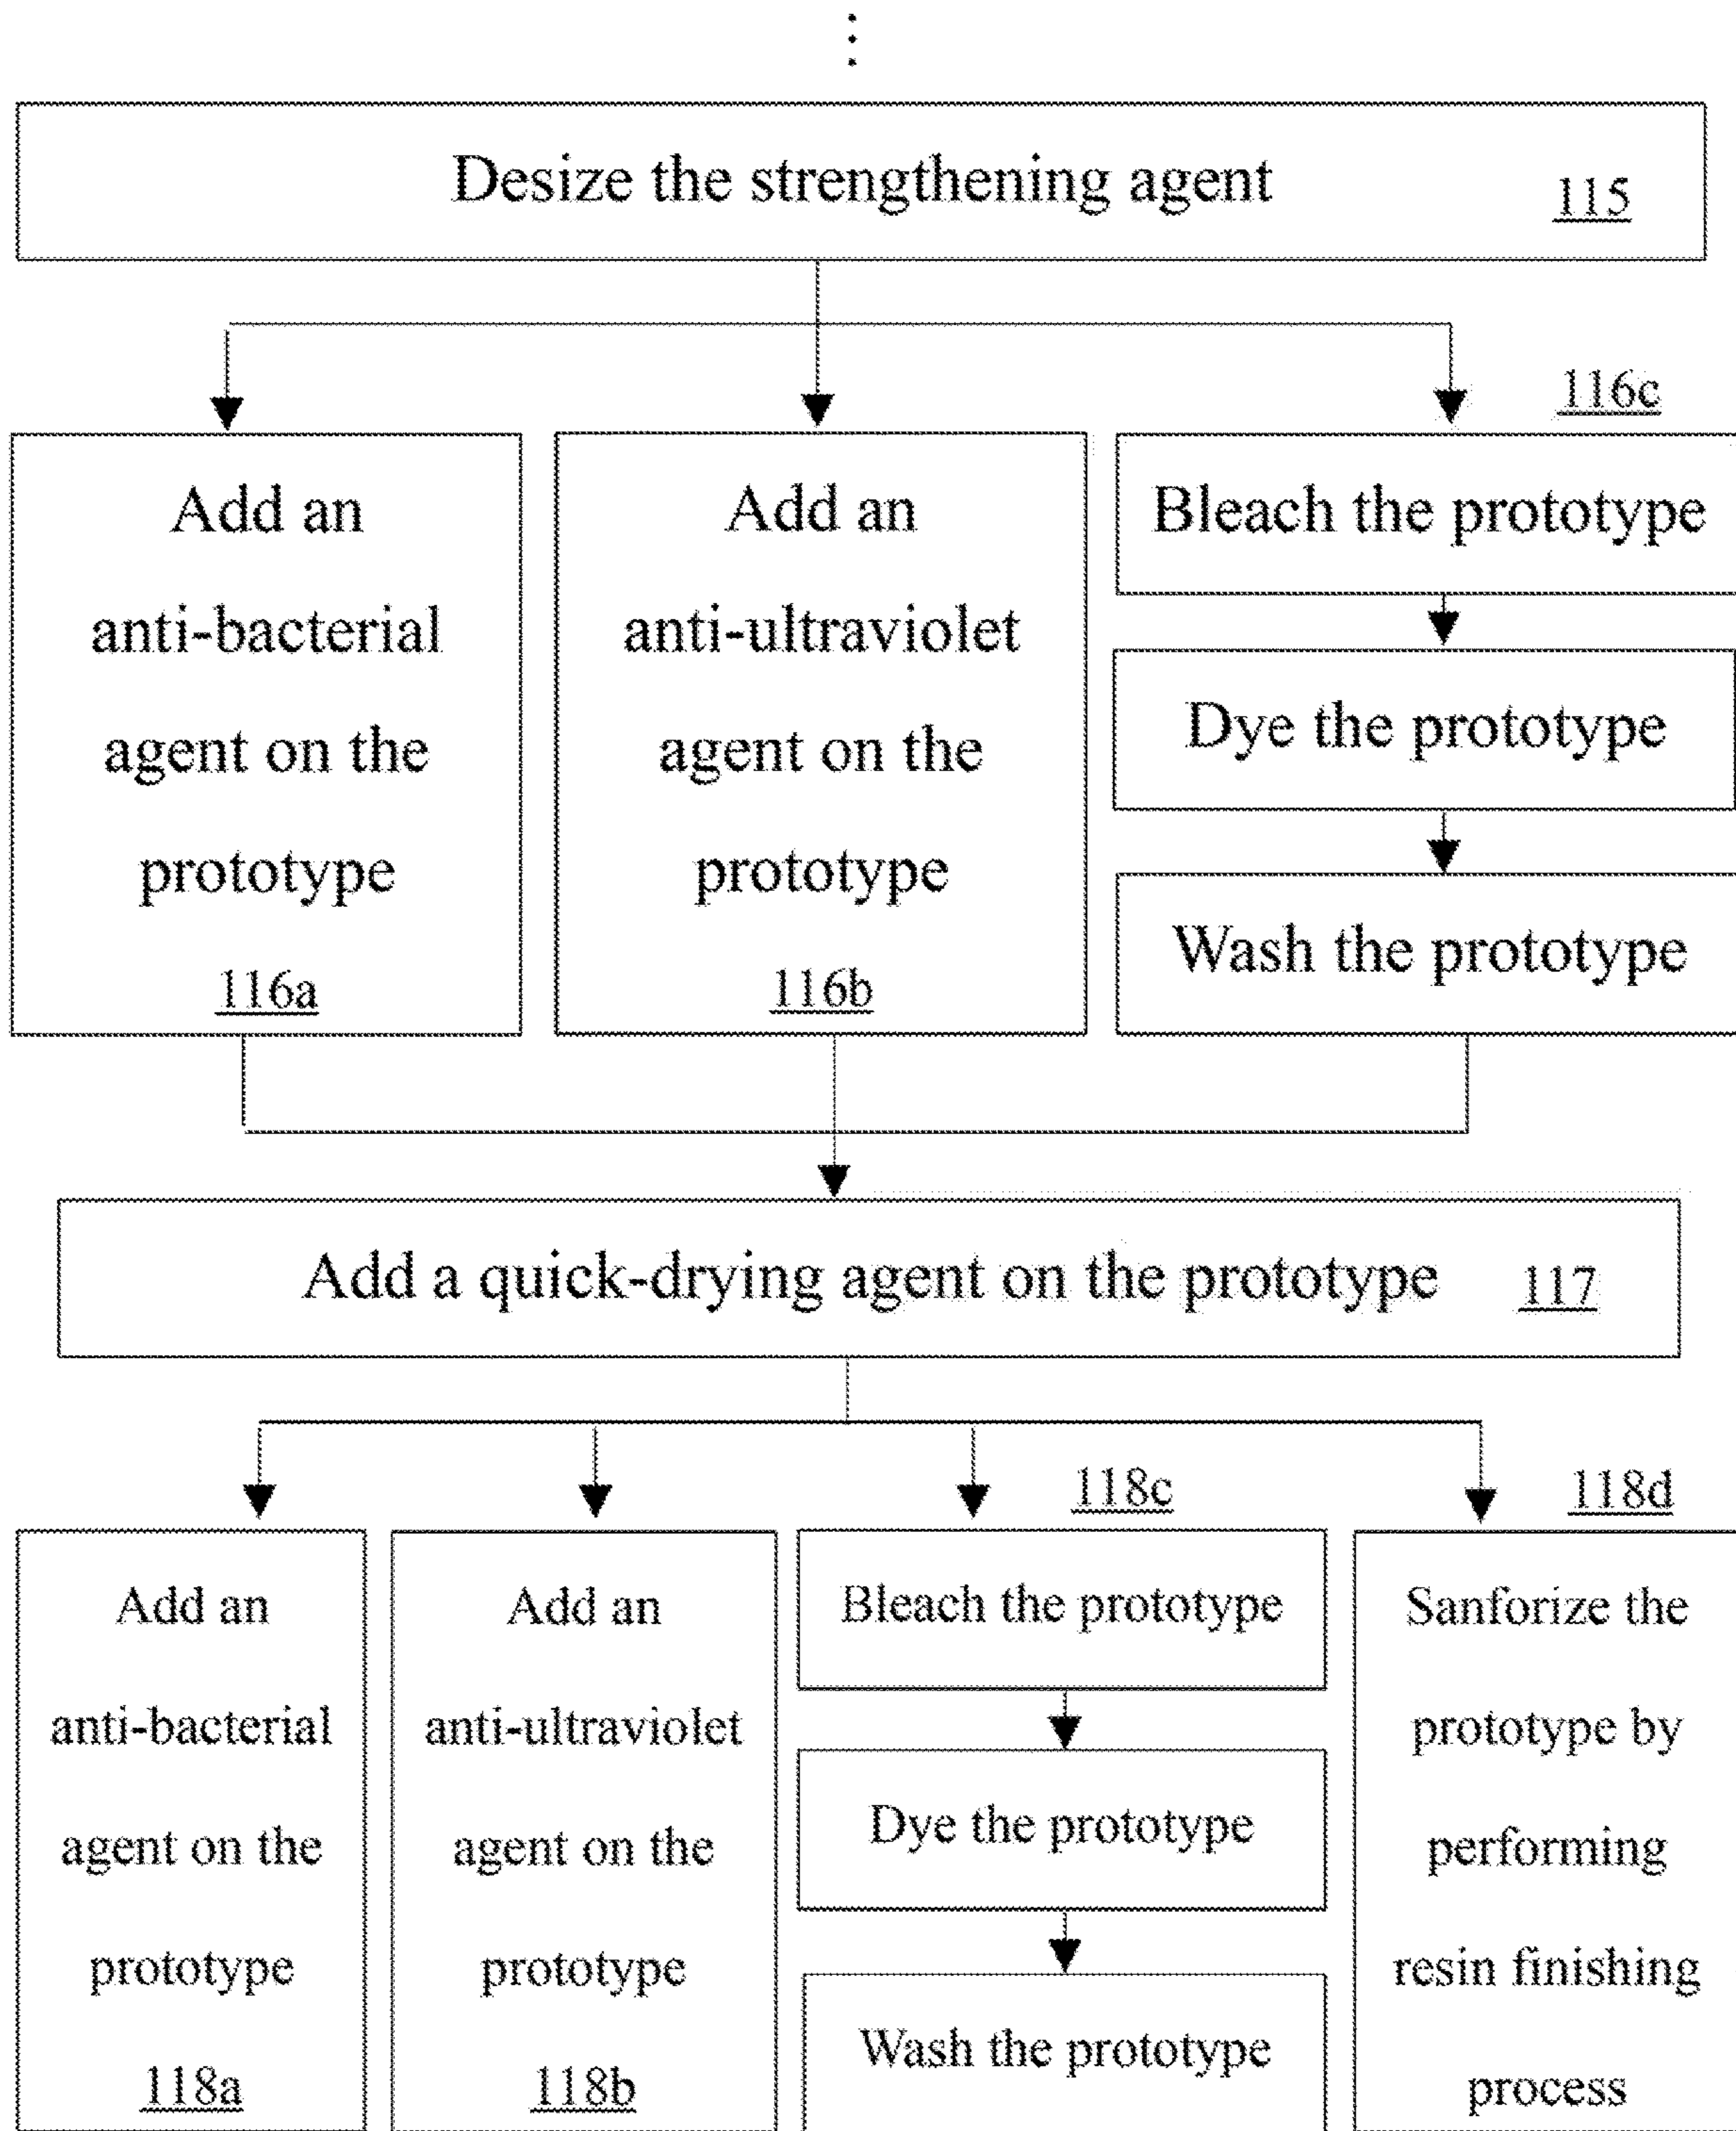 Desize the strengthening agent 115
116c
Add an
anti-bacterial
agent on the
prototype
116a
Add an
anti-ultraviolet
agent on the
prototype
116b
Bleach the prototype
Dye the prototype
Wash the prototype
Add a quick-drying agent on the prototype 117
118c
118d
Add an
anti-bacterial
agent on the
prototype
118a
Add an
anti-ultraviolet
agent on the
prototype
118b
Bleach the prototype
Dye the prototype
Wash the prototype
Sanforize the
prototype by
performing
resin finishing
process